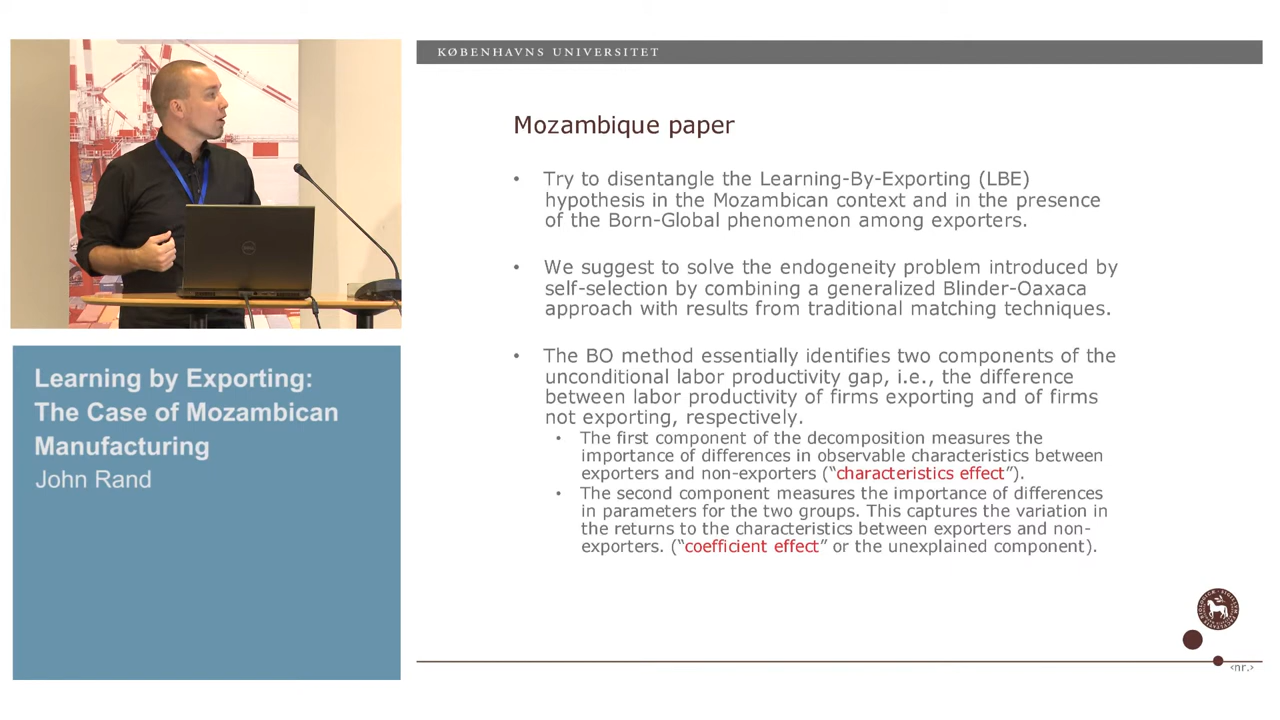 KØBENHAVNS UNIVERSITET
Mozambique paper
• Try to disentangle the Learning-By-Exporting (LBE)
hypothesis in the Mozambican context and in the presence
of the Born-Global phenomenon among exporters.
• We suggest to solve the endogeneity problem introduced by
self-selection by combining a generalized Blinder-Oaxaca
approach with results from traditional matching techniques.
• The BO method essentially identifies two components of the
unconditional labor productivity gap, i.e., the difference
between labor productivity of firms exporting and of firms
not exporting, respectively.
• The first component of the decomposition measures the
importance of differences in observable characteristics between
exporters and non-exporters (“characteristics effect”).
• The second component measures the importance of differences
in parameters for the two groups. This captures the variation in
the returns to the characteristics between exporters and non-
exporters. (“coefficient effect” or the unexplained component).
Learning by Exporting:
The Case of Mozambican
Manufacturing
John Rand
‹nr.›